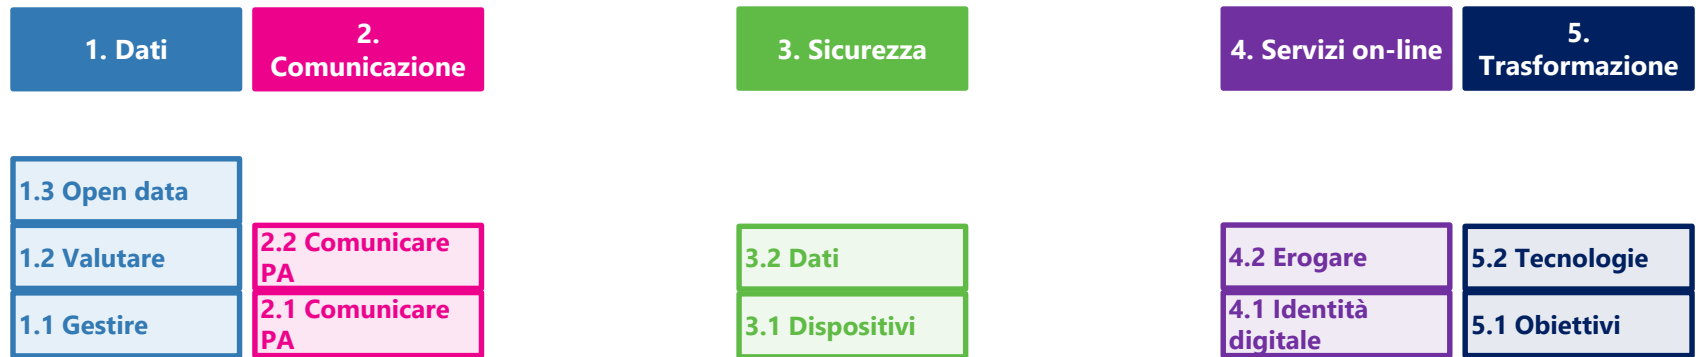 1. Dati
2.
Comunicazione
3. Sicurezza
4. Servizi on-line
5.
Trasformazione
1.3 Open data
1.2 Valutare
2.2 Comunicare
PA
3.2 Dati
4.2 Erogare
5.2 Tecnologie
1.1 Gestire
2.1 Comunicare
PA
3.1 Dispositivi
4.1 Identità
digitale
5.1 Obiettivi